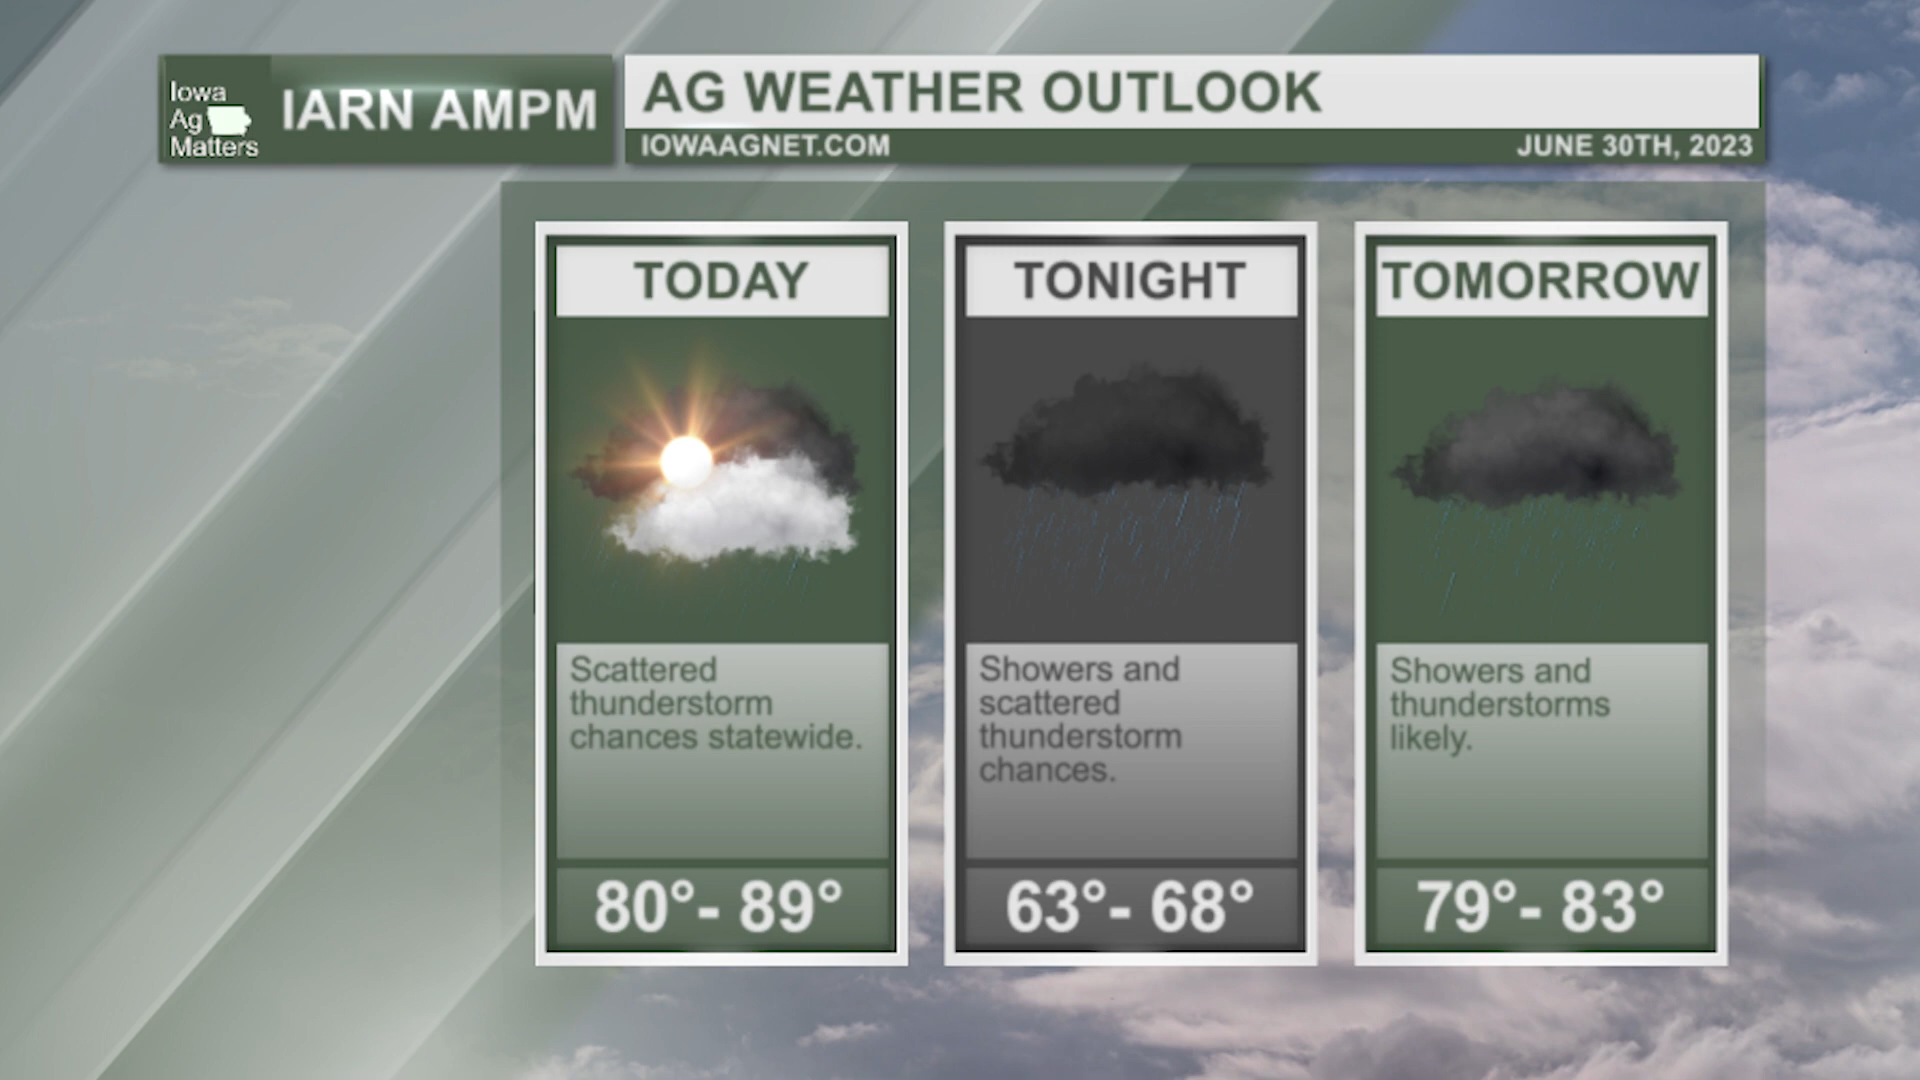 Iowa
Ag
Matters
IARN AMPM
AG WEATHER OUTLOOK
IOWAAGNET.COM
JUNE 30TH, 2023
TODAY
Scattered
thunderstorm
chances statewide.
80°- 89°
TONIGHT
Showers and
scattered
thunderstorm
chances.
63°- 68°
TOMORROW
Showers and
thunderstorms
likely.
79°- 83°